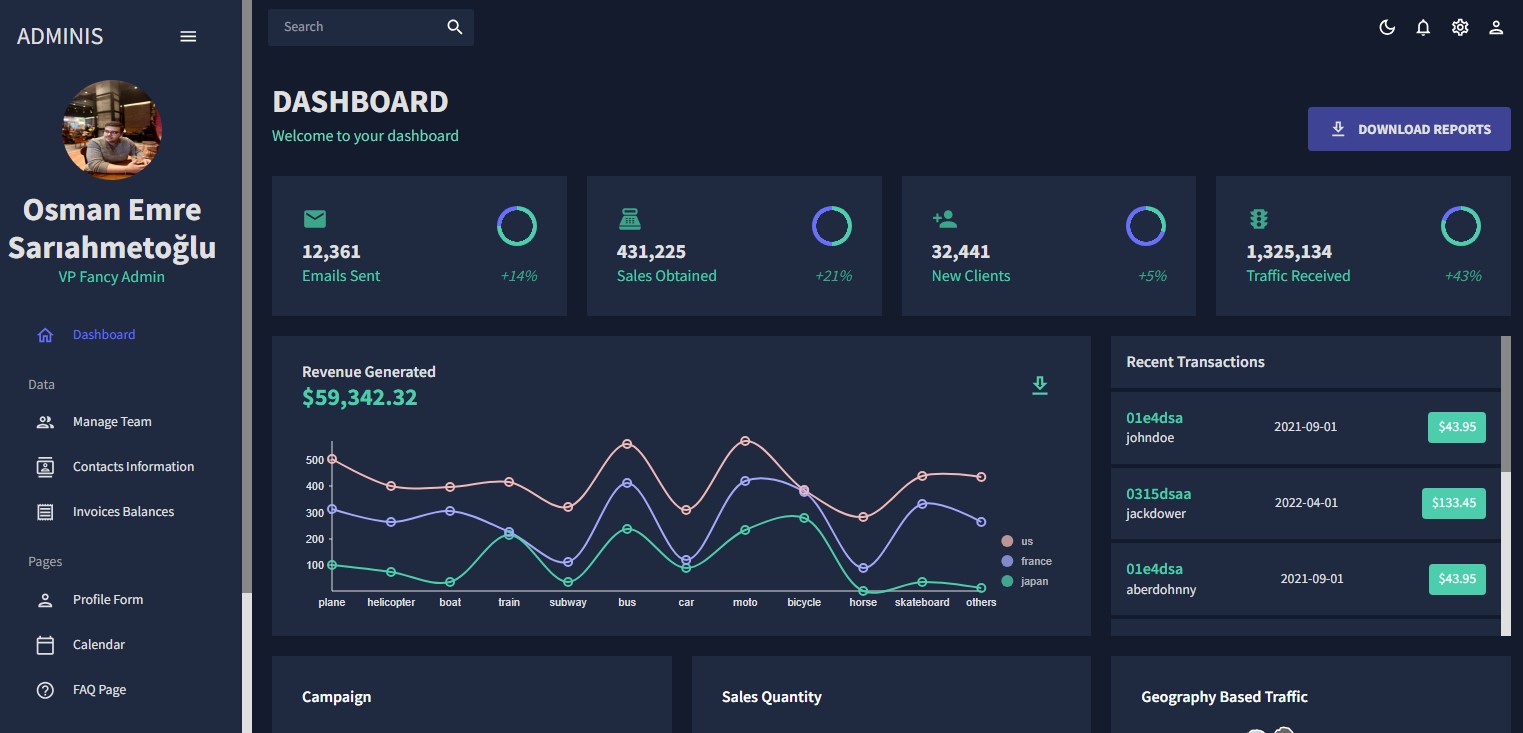 ADMINIS
Osman Emre
Sarıahmetoğlu
VP Fancy Admin
Dashboard
Data
Manage Team
Contacts Information
Invoices Balances
Pages
Profile Form
Calendar
FAQ Page
Search
DASHBOARD
Welcome to your dashboard
DOWNLOAD REPORTS
12,361
Emails Sent
+14%
431,225
Sales Obtained
+21%
32,441
New Clients
+5%
1,325,134
Traffic Received
+43%
Revenue Generated
$59,342.32
500
400
300
200
100
plane helicopter boat train subway bus car moto bicycle horse skateboard others
us
france
japan
Recent Transactions
01e4dsa
johndoe
2021-09-01
$43.95
0315dsaa
jackdower
2022-04-01
$133.45
01e4dsa
aberdohnny
2021-09-01
$43.95
Campaign
Sales Quantity
Geography Based Traffic